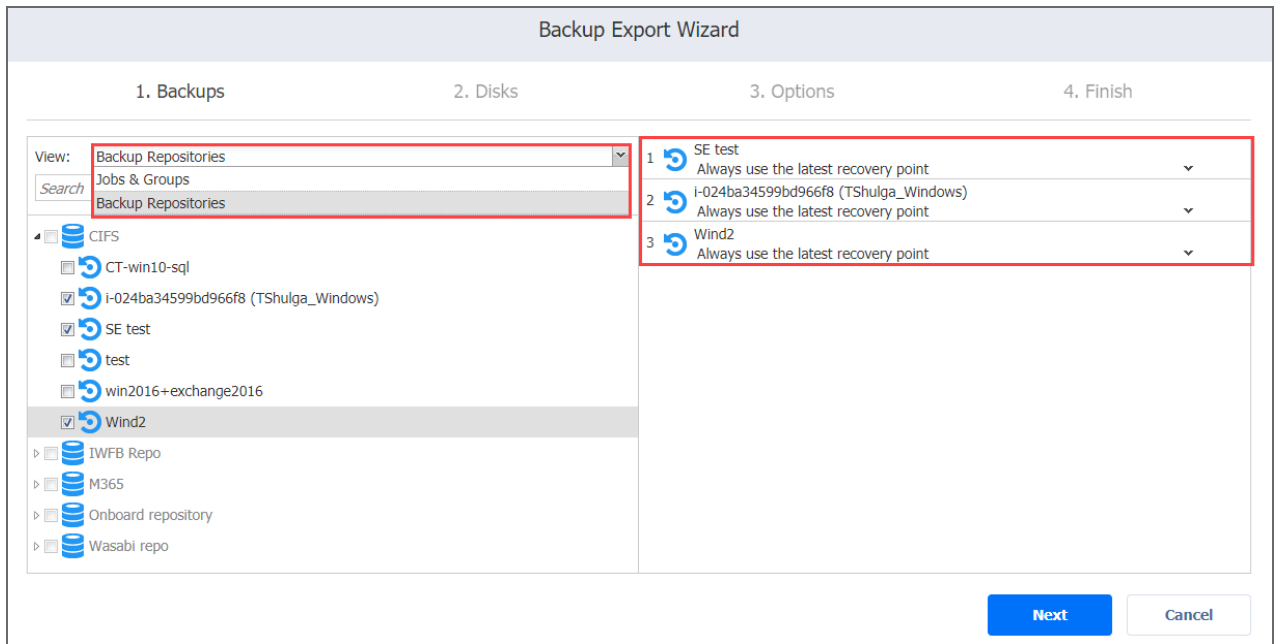 Backup Export Wizard
1. Backups
2. Disks
3. Options
4. Finish
View:
Backup Repositories
Jobs & Groups
Backup Repositories
Search
CIFS
CT-win10-sql
i-024ba34599bd966f8 (TShulga_Windows)
SE test
test
win2016+exchange2016
Wind2
IWFB Repo
M365
Onboard repository
Wasabi repo
1
SE test
Always use the latest recovery point
2
i-024ba34599bd966f8 (TShulga_Windows)
Always use the latest recovery point
3
Wind2
Always use the latest recovery point
Next
Cancel